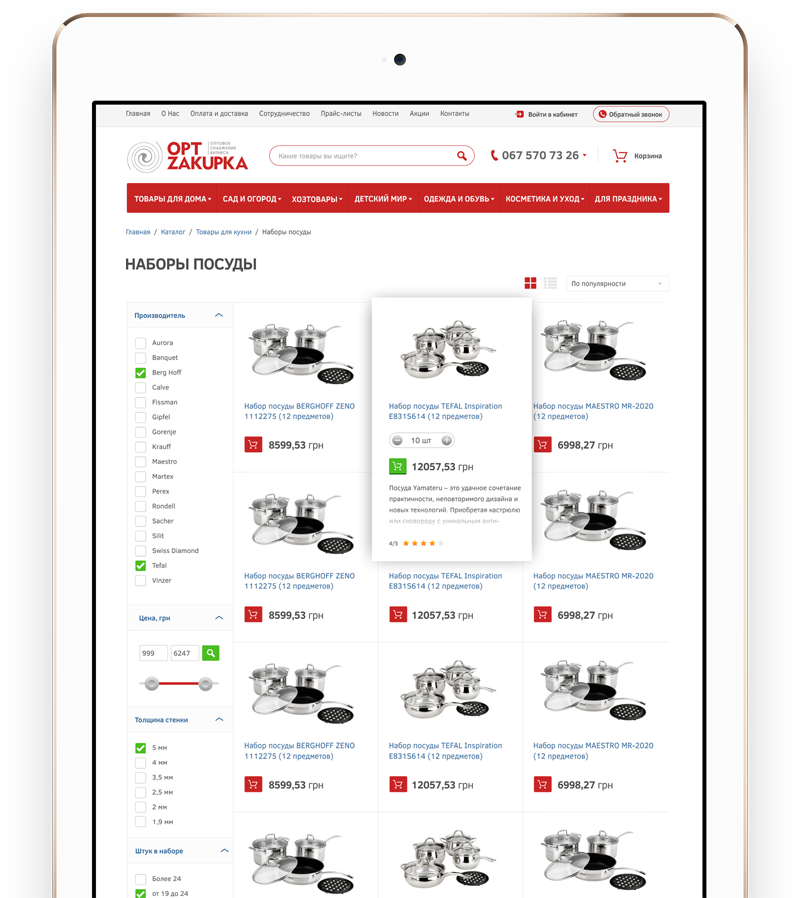 Главная О Нас Оплата и доставка Сотрудничество Прайс-листы Новости Акции Контакты Войти в кабинет Обратный звонок
ОРТ ZAKUPKA
ОПТОВОЕ СНАБЖЕНИЕ БИЗНЕСА
Какие товары вы ищите?
067 570 73 26
Корзина
ТОВАРЫ ДЛЯ ДОМА САД И ОГОРОД ХОЗТОВАРЫ ДЕТСКИЙ МИР ОДЕЖДА И ОБУВЬ КОСМЕТИКА И УХОД ДЛЯ ПРАЗДНИКА
Главная / Каталог / Товары для кухни / Наборы посуды
НАБОРЫ ПОСУДЫ
По популярности
Производитель
Aurora
Banquet
Berg Hoff
Calve
Fissman
Gipfel
Gorenje
Krauff
Maestro
Martex
Perex
Rondell
Sacher
Silit
Swiss Diamond
Tefal
Vinzer
Цена, грн
999 6247
Толщина стенки
5 мм
4 мм
3,5 мм
2,5 мм
2 мм
1,9 мм
Штук в наборе
Более 24
от 19 до 24
Набор посуды BERGHOFF ZENO
1112275 (12 предметов)
8599,53 грн
Набор посуды TEFAL Inspiration
E831S614 (12 предметов)
10 шт
12057,53 грн
Посуда Yamateru – это удачное сочетание
практичности, неповторимого дизайна и
новых технологий. Приобретая кастрюлю
или сковороду с уникальным анти-
4/5
Набор посуды MAESTRO MR-2020
(12 предметов)
6998,27 грн
Набор посуды BERGHOFF ZENO
1112275 (12 предметов)
8599,53 грн
Набор посуды TEFAL Inspiration
E831S614 (12 предметов)
12057,53 грн
Набор посуды MAESTRO MR-2020
(12 предметов)
6998,27 грн
Набор посуды BERGHOFF ZENO
1112275 (12 предметов)
8599,53 грн
Набор посуды TEFAL Inspiration
E831S614 (12 предметов)
12057,53 грн
Набор посуды MAESTRO MR-2020
(12 предметов)
6998,27 грн